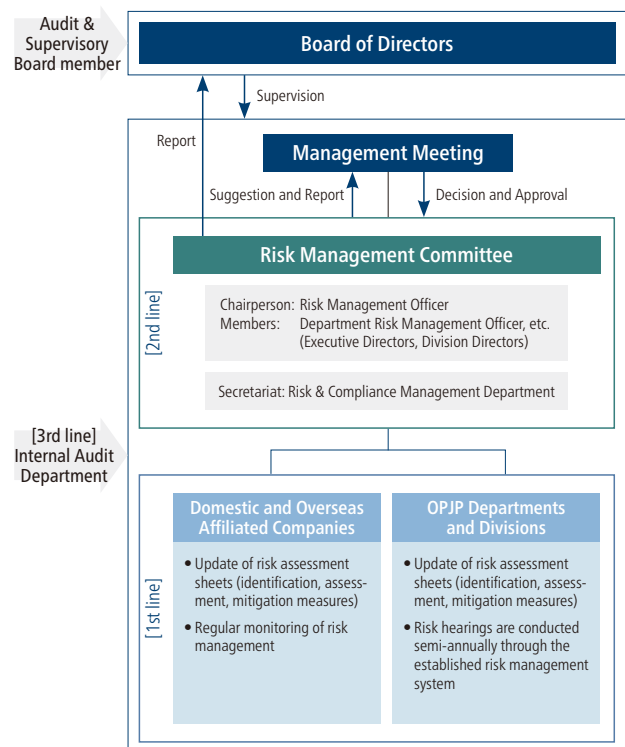 Audit &
Supervisory
Board member
Board of Directors
Supervision
Report
Management Meeting
Suggestion and Report
Decision and Approval
[2nd line]
Risk Management Committee
Chairperson: Risk Management Officer
Members: Department Risk Management Officer, etc.
(Executive Directors, Division Directors)
Secretariat: Risk & Compliance Management Department
[3rd line]
Internal Audit
Department
[1st line]
Domestic and Overseas
Affiliated Companies
• Update of risk assessment
sheets (identification, assess-
ment, mitigation measures)
• Regular monitoring of risk
management
OPJP Departments
and Divisions
• Update of risk assessment
sheets (identification, assess-
ment, mitigation measures)
• Risk hearings are conducted
semi-annually through the
established risk management
system